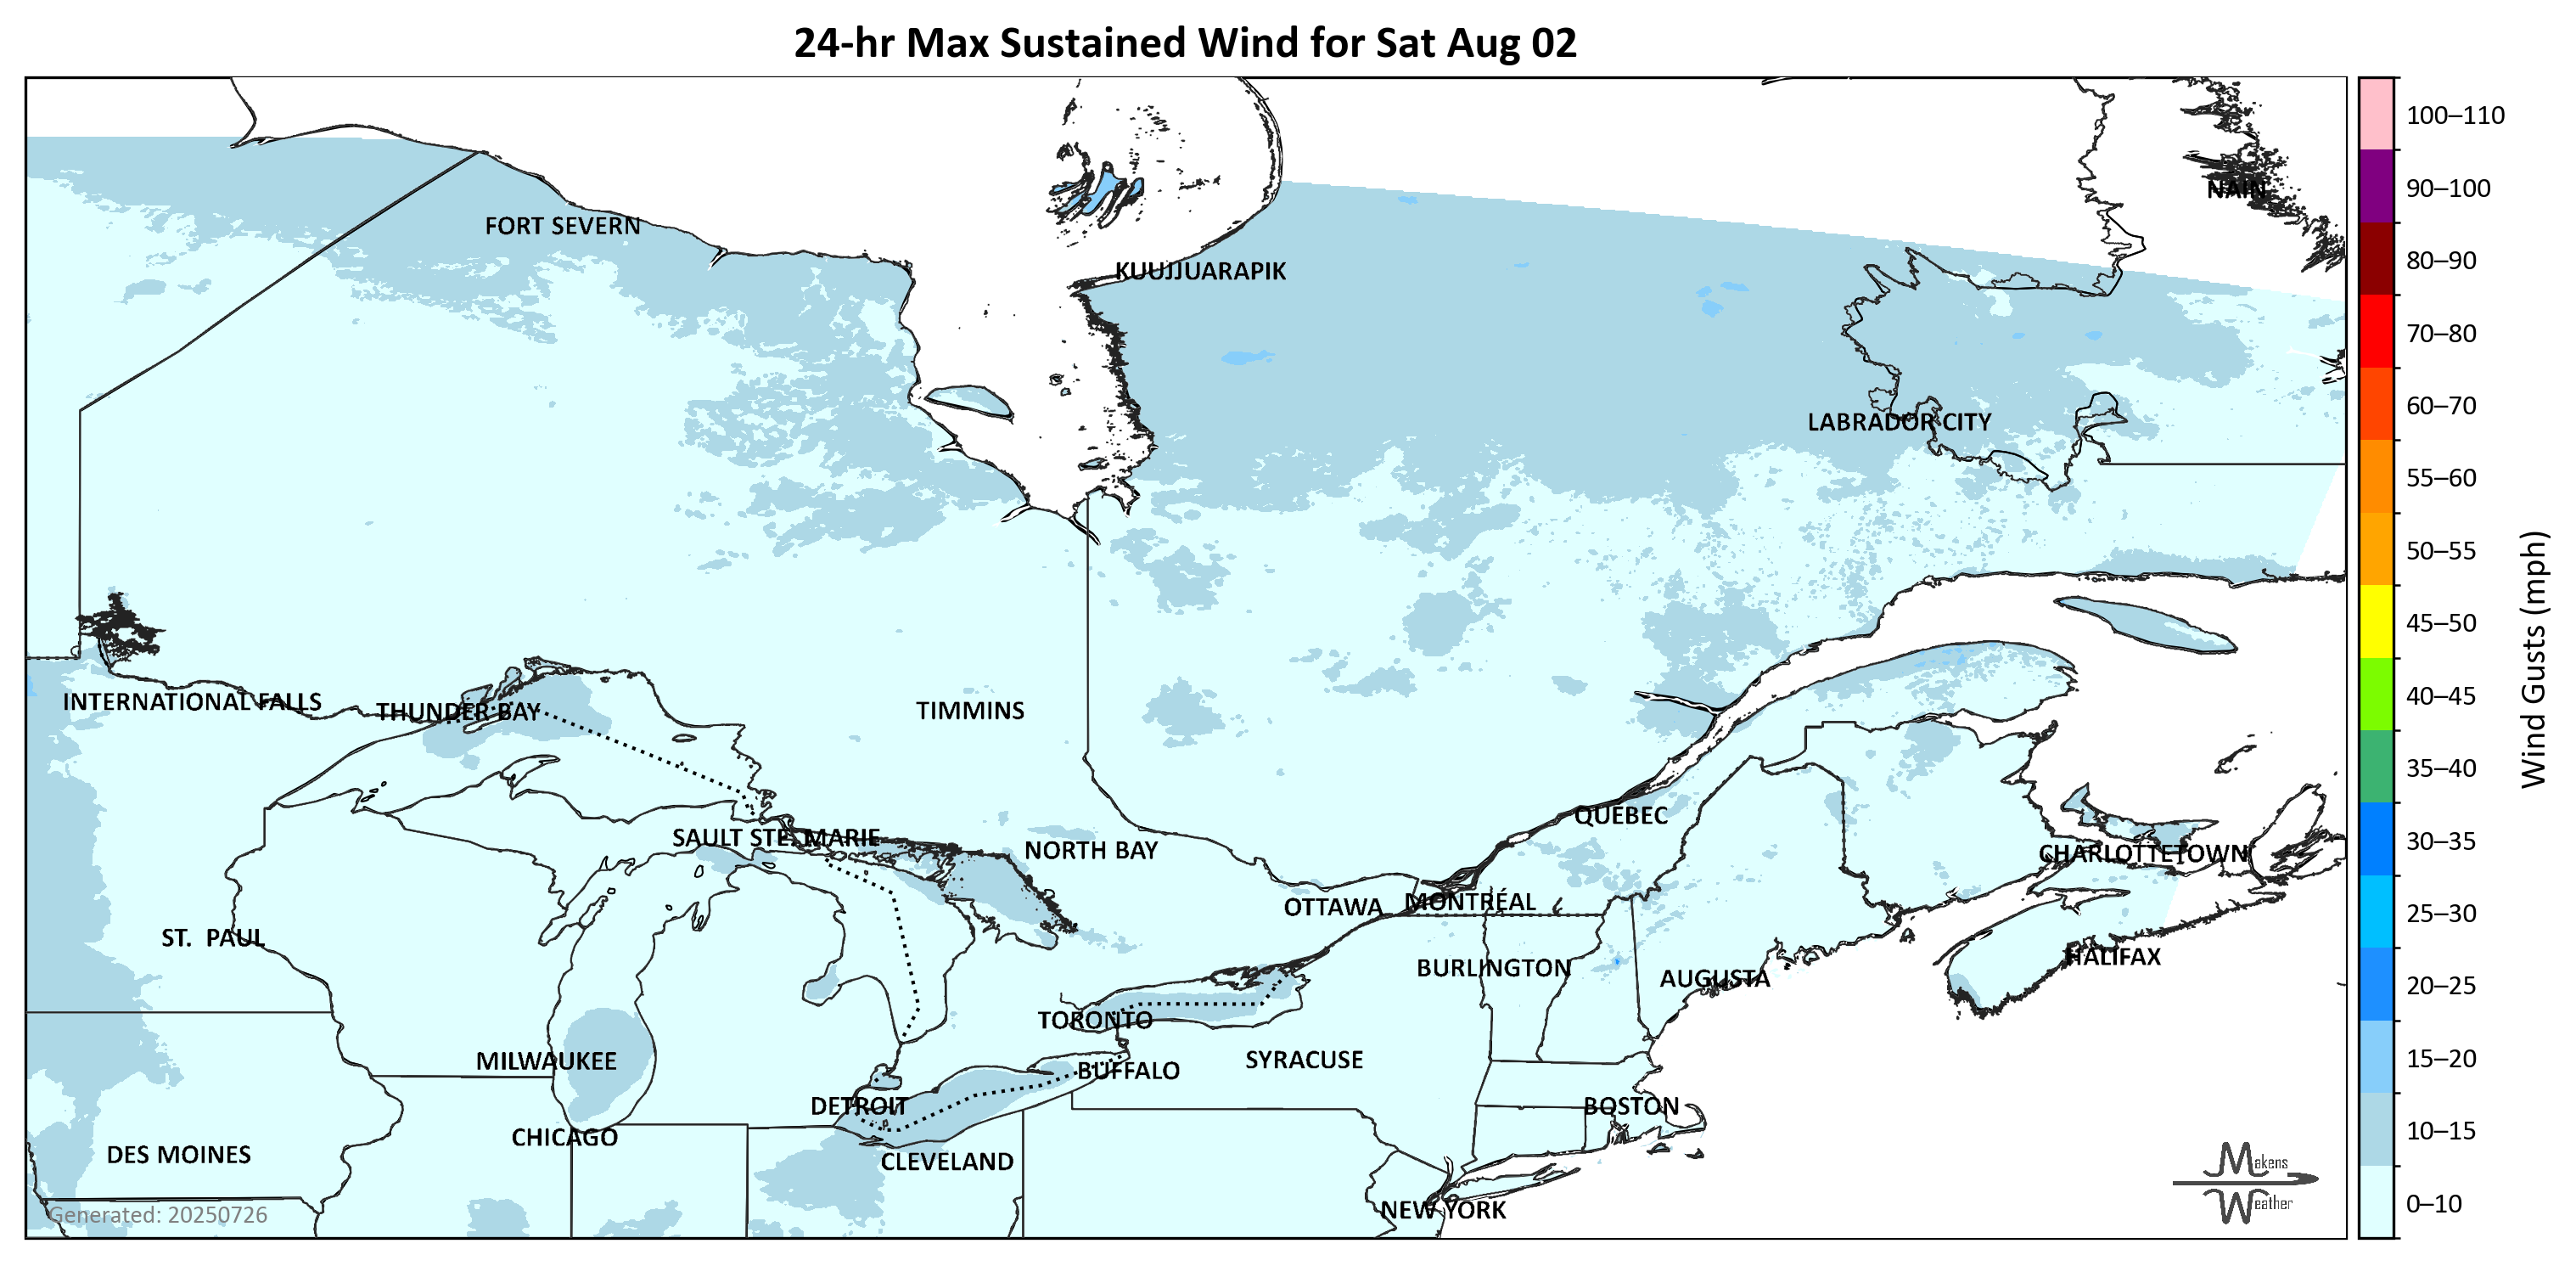 24-hr Max Sustained Wind for Sat Aug 02
100–110
90–100
NAIN
FORT SEVERN
80–90
KUUJJUARAPIK
70–80
60–70
LABRADOR CITY
55–60
50–55
45–50
Wind Gusts (mph)
40–45
INTERNATIONAL FALLS
THUNDER BAY
TIMMINS
35–40
QUÉBEC
SAULT STE. MARIE
30–35
NORTH BAY
CHARLOTTETOWN
OTTAWA
MONTRÉAL
25–30
ST. PAUL
HALIFAX
BURLINGTON
AUGUSTA
20–25
TORONTO
MILWAUKEE
SYRACUSE
15–20
BUFFALO
DETROIT
BOSTON
CHICAGO
10–15
DES MOINES
CLEVELAND
Makens
Weather
0–10
NEW YORK
Generated: 20250726